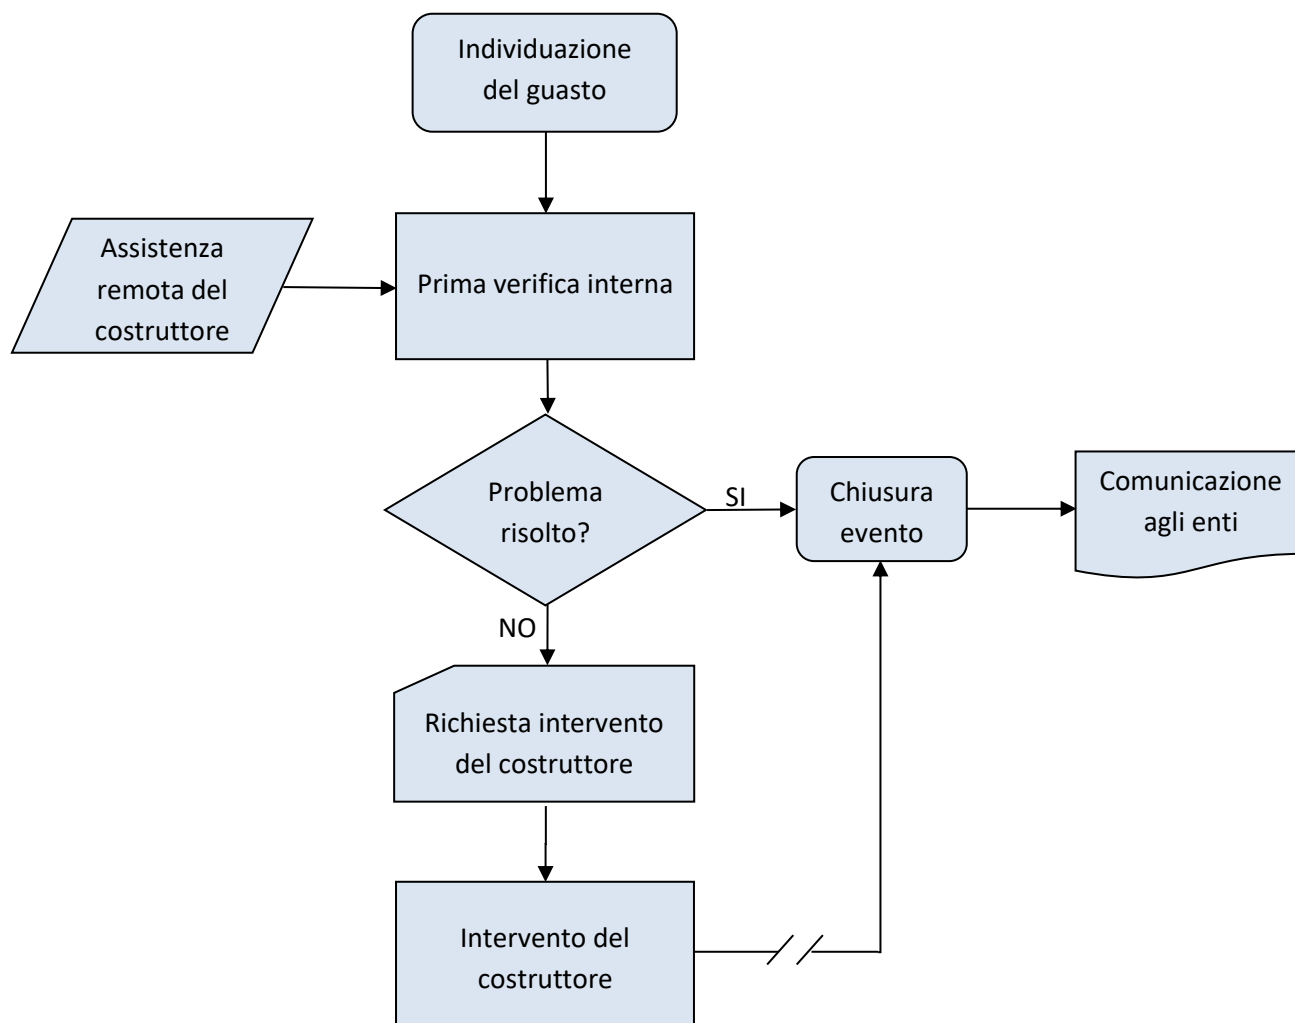 Individuazione
del guasto
Assistenza
remota del
costruttore
Prima verifica interna
Problema
risolto?
SI
Chiusura
evento
Comunicazione
agli enti
NO
Richiesta intervento
del costruttore
Intervento del
costruttore